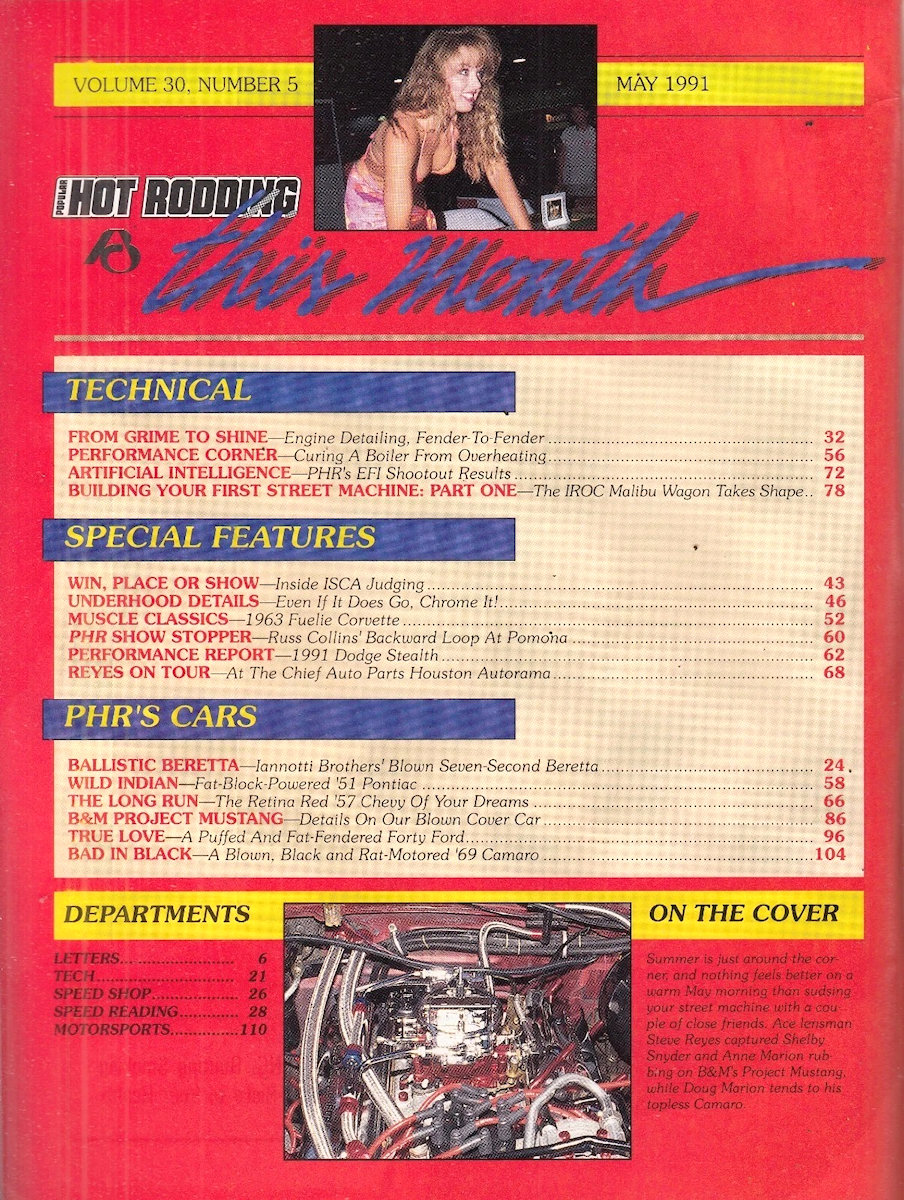 VOLUME 30, NUMBER 5
MAY 1991
POPULAR HOT RODDING
this month
TECHNICAL
FROM GRIME TO SHINE—Engine Detailing, Fender-To-Fender 32
PERFORMANCE CORNER—Curing A Boiler From Overheating 56
ARTIFICIAL INTELLIGENCE—PHR's EFI Shootout Results 72
BUILDING YOUR FIRST STREET MACHINE: PART ONE—The IROC Malibu Wagon Takes Shape.. 78
SPECIAL FEATURES
WIN, PLACE OR SHOW—Inside ISCA Judging 43
UNDERHOOD DETAILS—Even If It Does Go, Chrome It! 46
MUSCLE CLASSICS—1963 Fuelie Corvette 52
PHR SHOW STOPPER—Russ Collins' Backward Loop At Pomona 60
PERFORMANCE REPORT—1991 Dodge Stealth 62
REYES ON TOUR—At The Chief Auto Parts Houston Autorama 68
PHR'S CARS
BALLISTIC BERETTA—Iannotti Brothers' Blown Seven-Second Beretta 24
WILD INDIAN—Fat-Block-Powered '51 Pontiac 58
THE LONG RUN—The Retina Red '57 Chevy Of Your Dreams 66
B&M PROJECT MUSTANG—Details On Our Blown Cover Car 86
TRUE LOVE—A Puffed And Fat-Fendered Forty Ford 96
BAD IN BLACK—A Blown, Black and Rat-Motored '69 Camaro 104
DEPARTMENTS
LETTERS 6
TECH 21
SPEED SHOP 26
SPEED READING 28
MOTORSPORTS 110
ON THE COVER
Summer is just around the cor-
ner, and nothing feels better on a
warm May morning than sudsing
your street machine with a cou-
ple of close friends. Ace lensman
Steve Reyes captured Shelby
Snyder and Anne Marion rub-
bing on B&M's Project Mustang,
while Doug Marion tends to his
topless Camaro.